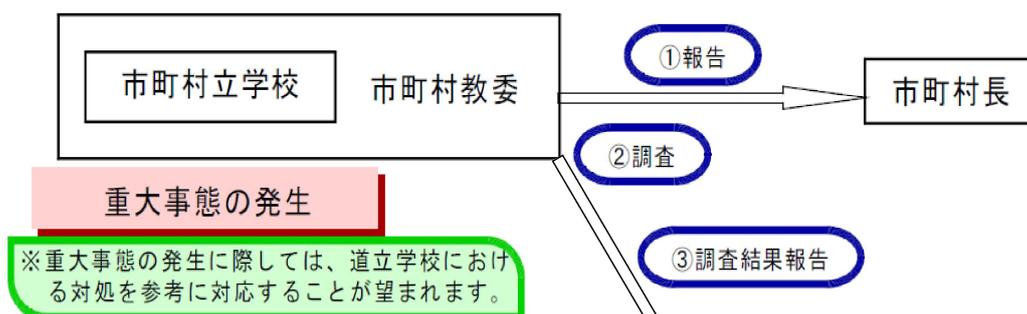 市町村立学校
市町村教委
①報告
市町村長
②調査
重大事態の発生
③調査結果報告
※重大事態の発生に際しては、道立学校におけ
る対処を参考に対応することが望まれます。